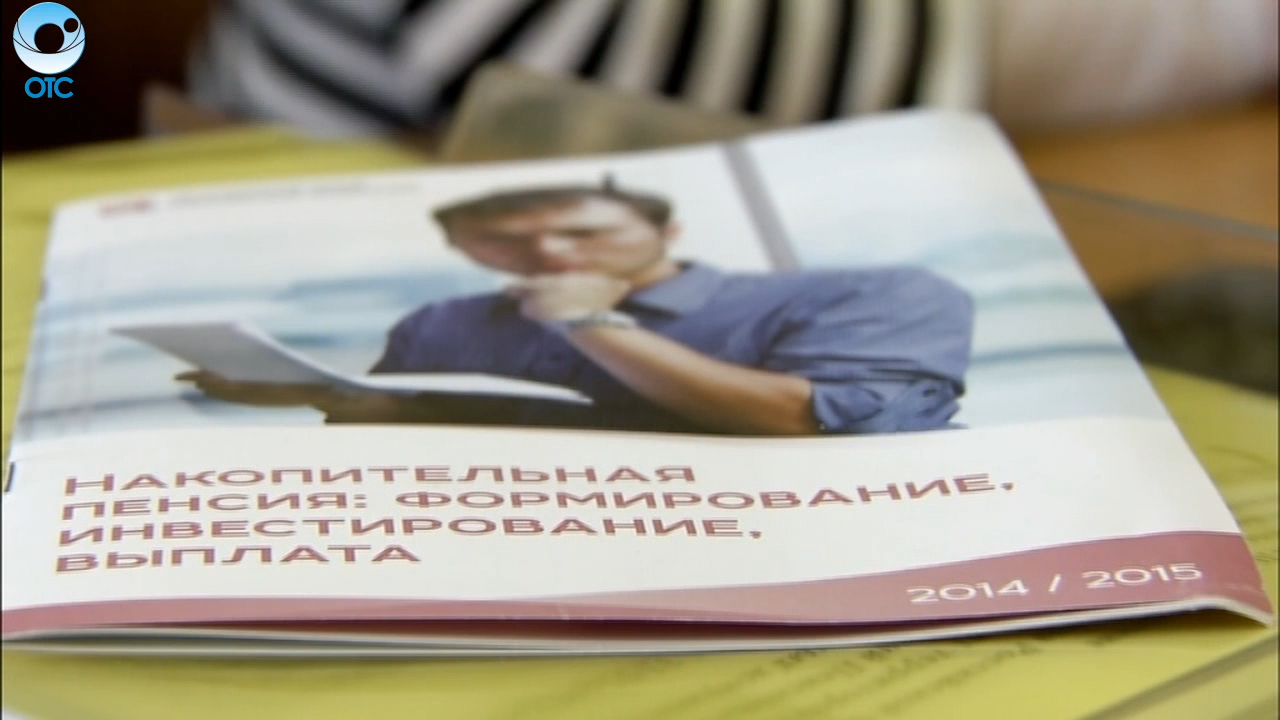 ОТС
НАКОПИТЕЛЬНАЯ
ПЕНСИЯ: ФОРМИРОВАНИЕ,
ИНВЕСТИРОВАНИЕ,
ВЫПЛАТА
2014 / 2015